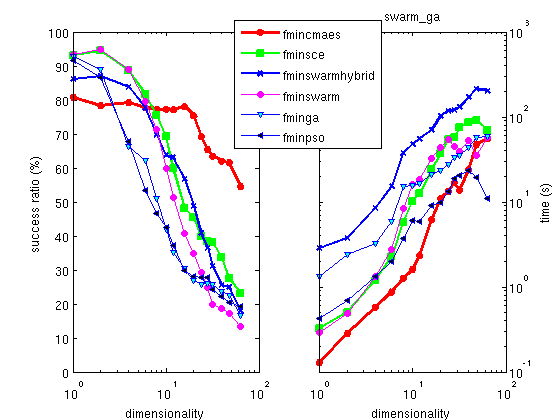 swarm_ga
fmincmaes
fminsce
fminswarmhybrid
fminswarm
fminga
fminpso
success ratio (%)
100
90
80
70
60
50
40
30
20
10
0
10^0 10^1 10^2
dimensionality
10^0 10^1 10^2
dimensionality
10^3
10^2
10^1
10^0
10^-1
time (s)